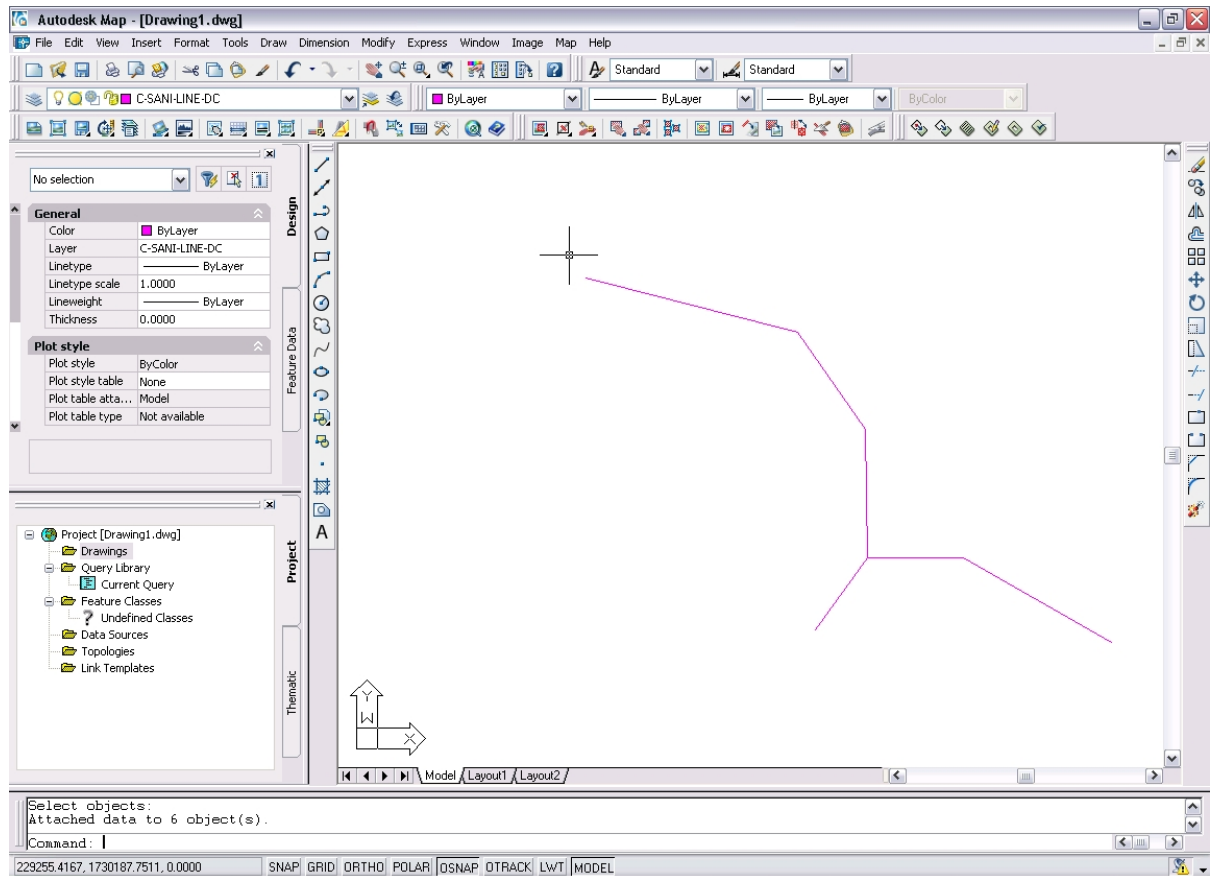 Autodesk Map - [Drawing1.dwg]
File Edit View Insert Format Tools Draw Dimension Modify Express Window Image Map Help
Standard Standard
C-SANI-LINE-DC ByLayer ByLayer ByLayer ByColor
No selection
1
General
Color ByLayer
Layer C-SANI-LINE-DC
Linetype ByLayer
Linetype scale 1.0000
Lineweight ByLayer
Thickness 0.0000
Plot style
Plot style ByColor
Plot style table None
Plot table atta... Model
Plot table type Not available
Design
Feature Data
Project [Drawing1.dwg]
Drawings
Query Library
Current Query
Feature Classes
? Undefined Classes
Data Sources
Topologies
Link Templates
Project
Thematic
A
Y
W
X
Model Layout1 Layout2
Select objects:
Attached data to 6 object(s).
Command:
229255.4167, 1730187.7511, 0.0000 SNAP GRID ORTHO POLAR OSNAP OTRACK LWT MODEL